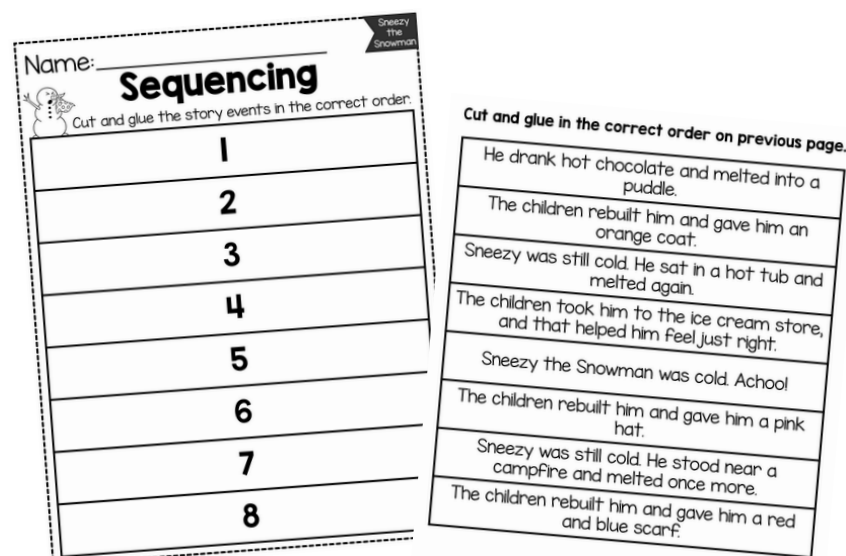 Sneezy
the
Snowman
Name:
Sequencing
Cut and glue the story events in the correct order.
1
2
3
4
5
6
7
8
Cut and glue in the correct order on previous page.
He drank hot chocolate and melted into a
puddle.
The children rebuilt him and gave him an
orange coat.
Sneezy was still cold. He sat in a hot tub and
melted again.
The children took him to the ice cream store,
and that helped him feel just right.
Sneezy the Snowman was cold. Achoo!
The children rebuilt him and gave him a pink
hat.
Sneezy was still cold. He stood near a
campfire and melted once more.
The children rebuilt him and gave him a red
and blue scarf.